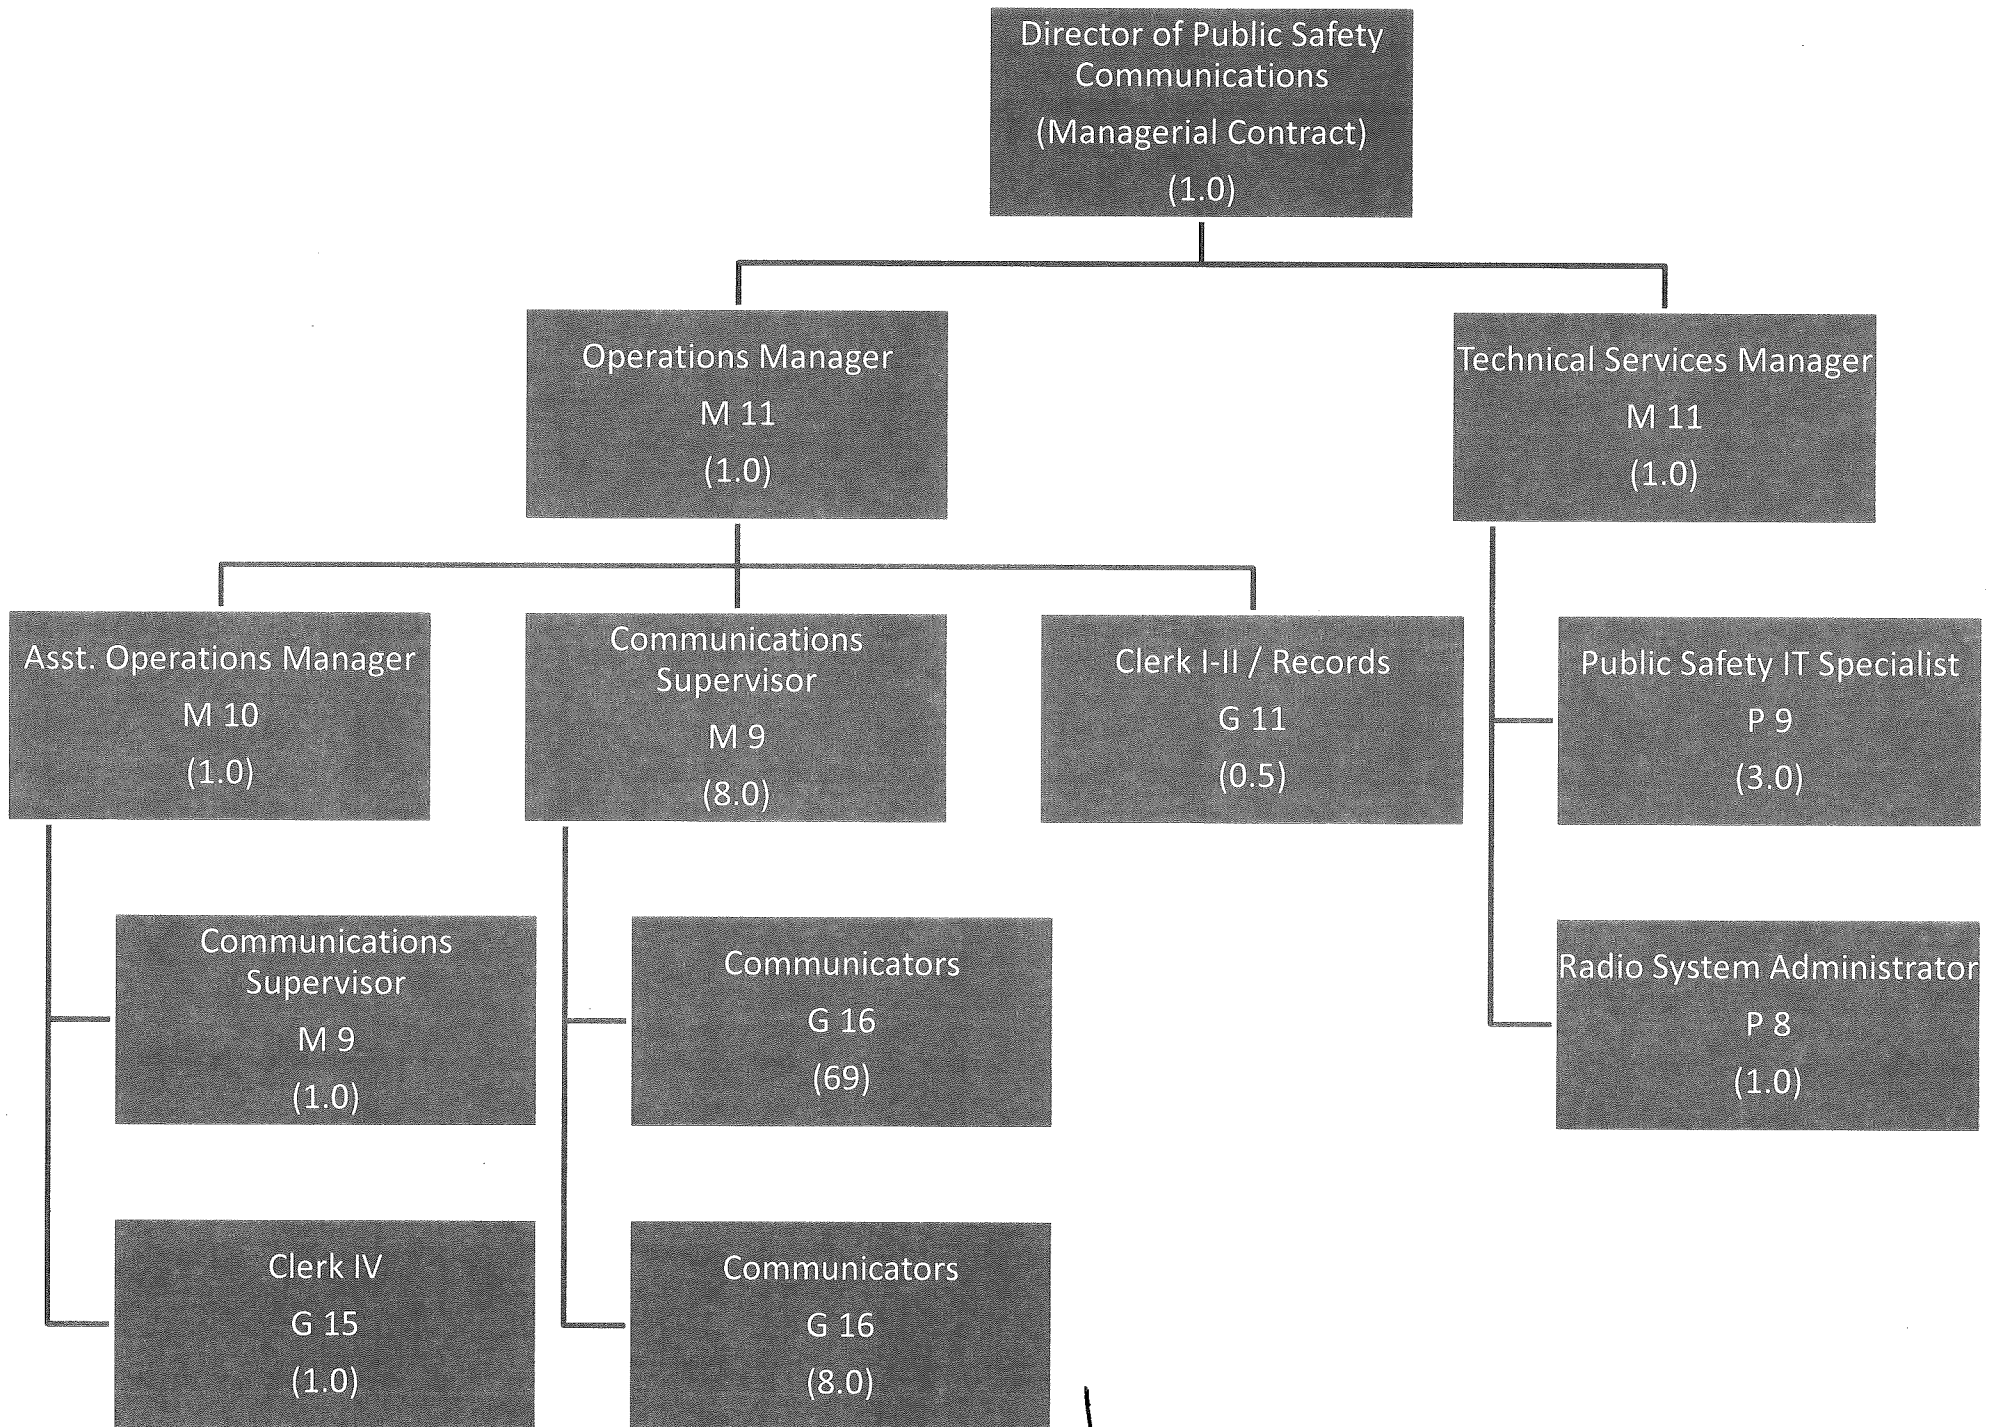 Director of Public Safety
Communications
(Managerial Contract)
(1.0)
Operations Manager
M 11
(1.0)
Technical Services Manager
M 11
(1.0)
Asst. Operations Manager
M 10
(1.0)
Communications
Supervisor
M 9
(8.0)
Clerk I-II / Records
G 11
(0.5)
Public Safety IT Specialist
P 9
(3.0)
Communications
Supervisor
M 9
(1.0)
Communicators
G 16
(69)
Radio System Administrator
P 8
(1.0)
Clerk IV
G 15
(1.0)
Communicators
G 16
(8.0)